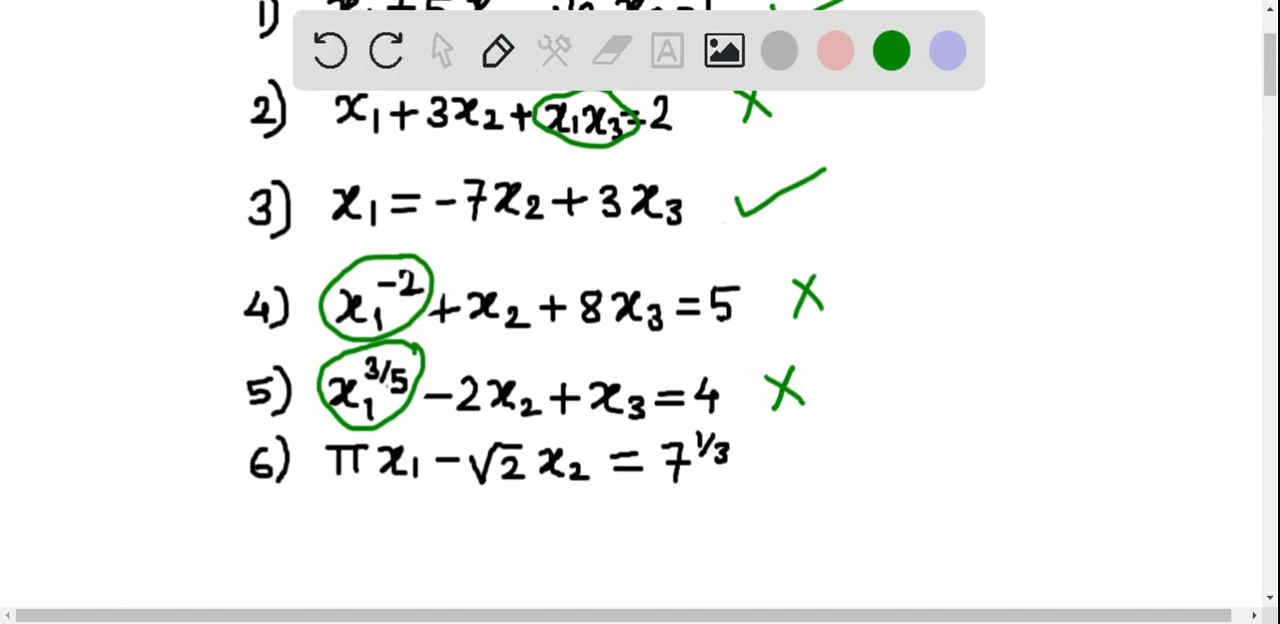 1)
A
2) x₁ + 3x₂ + x₁x₃ = 2
3) x₁ = -7x₂ + 3x₃
4) x₁⁻² + x₂ + 8x₃ = 5
5) x₁^3/5 - 2x₂ + x₃ = 4
6) πx₁ - √2 x₂ = 7^1/3